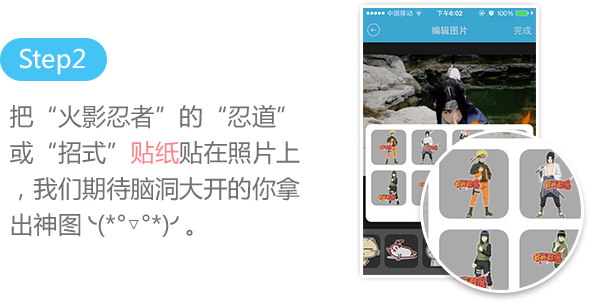 Step2
把“火影忍者”的“忍道”
或“招式”贴纸贴在照片上
，我们期待脑洞大开的你拿
出神图 ヽ(*°▽°*)ノ 。
中国移动 下午6:02 100%
编辑图片 完成